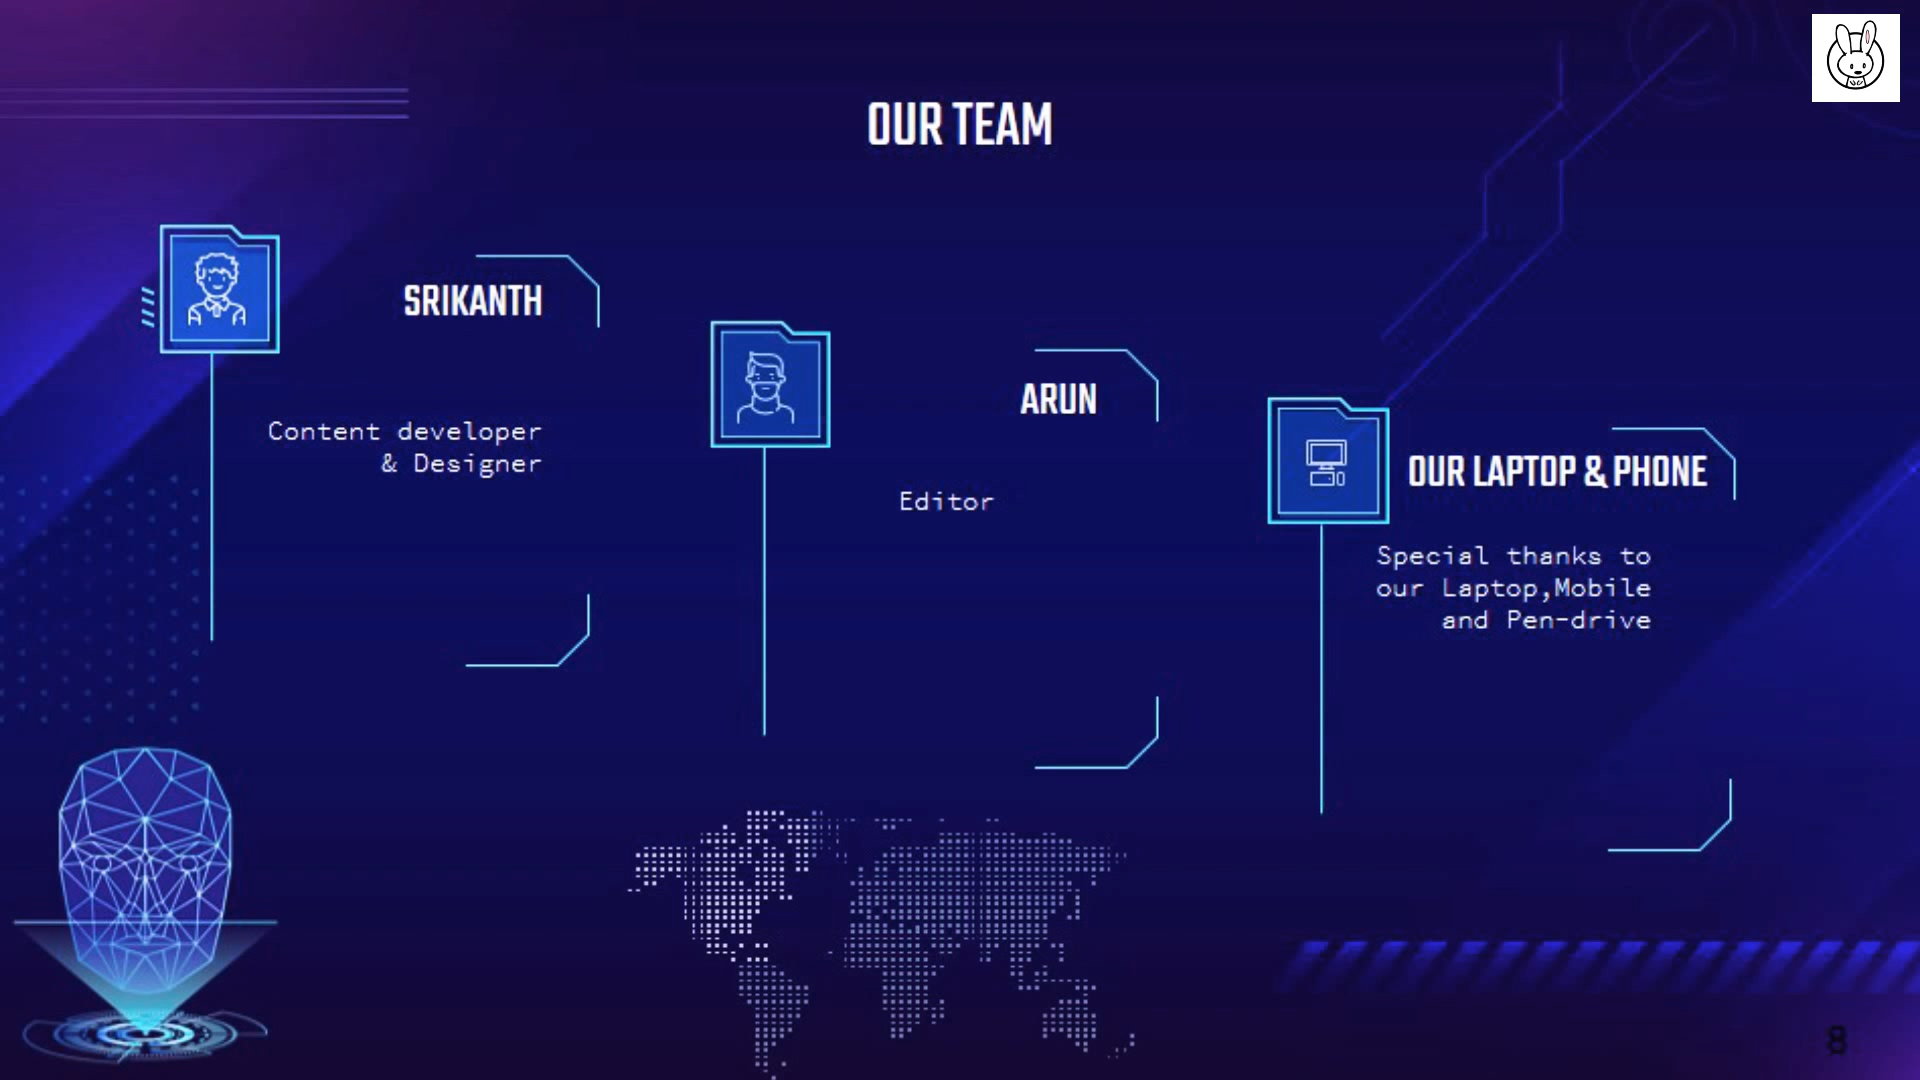 OUR TEAM
SRIKANTH
Content developer
& Designer
ARUN
Editor
OUR LAPTOP & PHONE
Special thanks to
our Laptop,Mobile
and Pen-drive
8